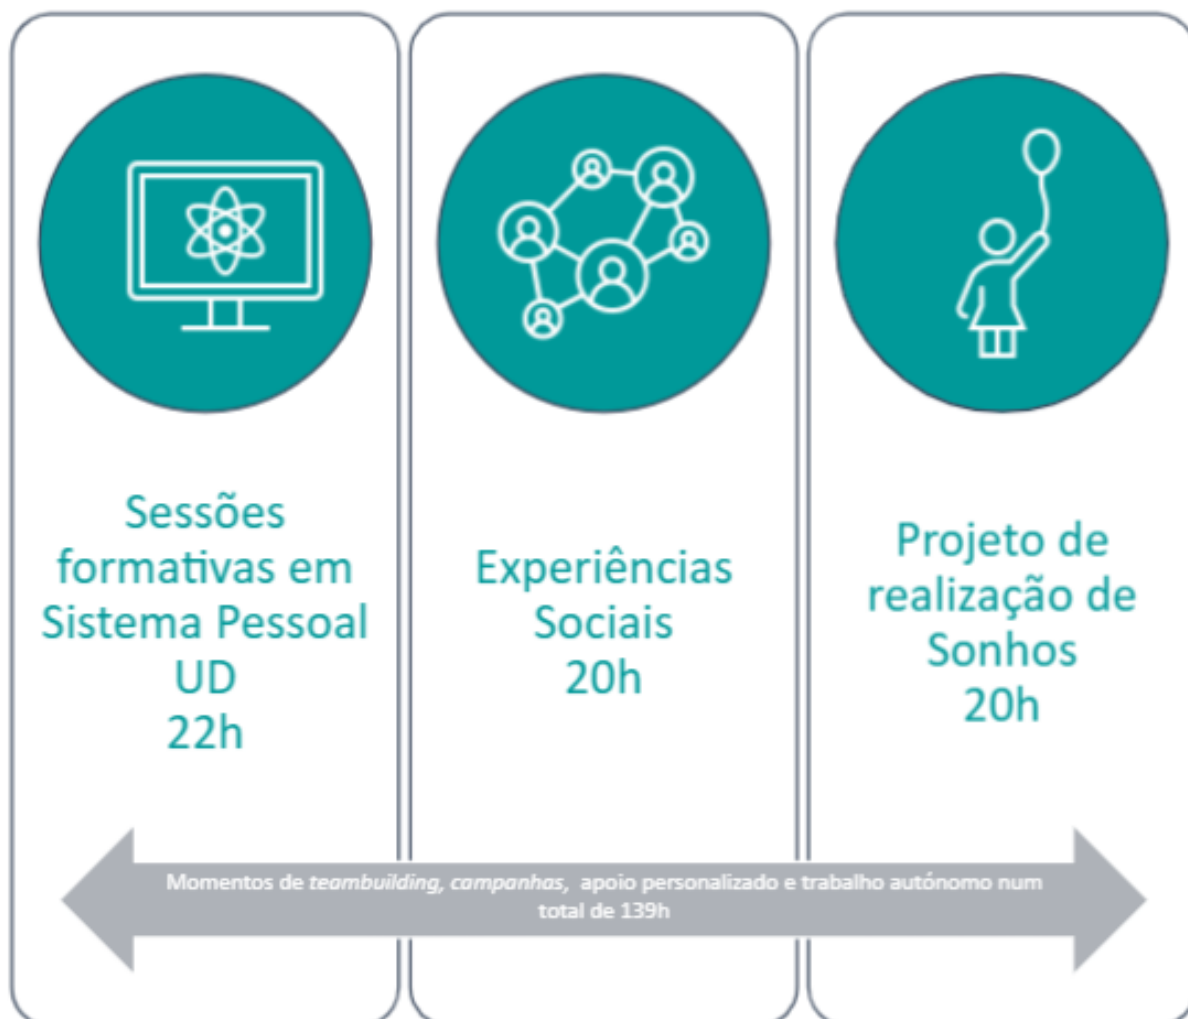 Sessões
formativas em
Sistema Pessoal
UD
22h
Experiências
Sociais
20h
Projeto de
realização de
Sonhos
20h
Momentos de teambuilding, campanhas, apoio personalizado e trabalho autónomo num
total de 139h